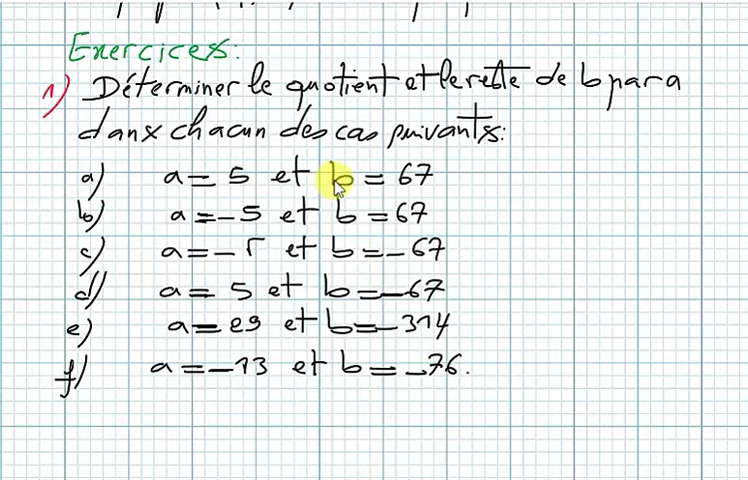 Exercices:
1) Déterminer le quotient et le reste de b par a
dans chacun des cas suivants:
a) a = 5 et b = 67
b) a = -5 et b = 67
c) a = -5 et b = -67
d) a = 5 et b = -67
e) a = 29 et b = -314
f) a = -13 et b = -76.